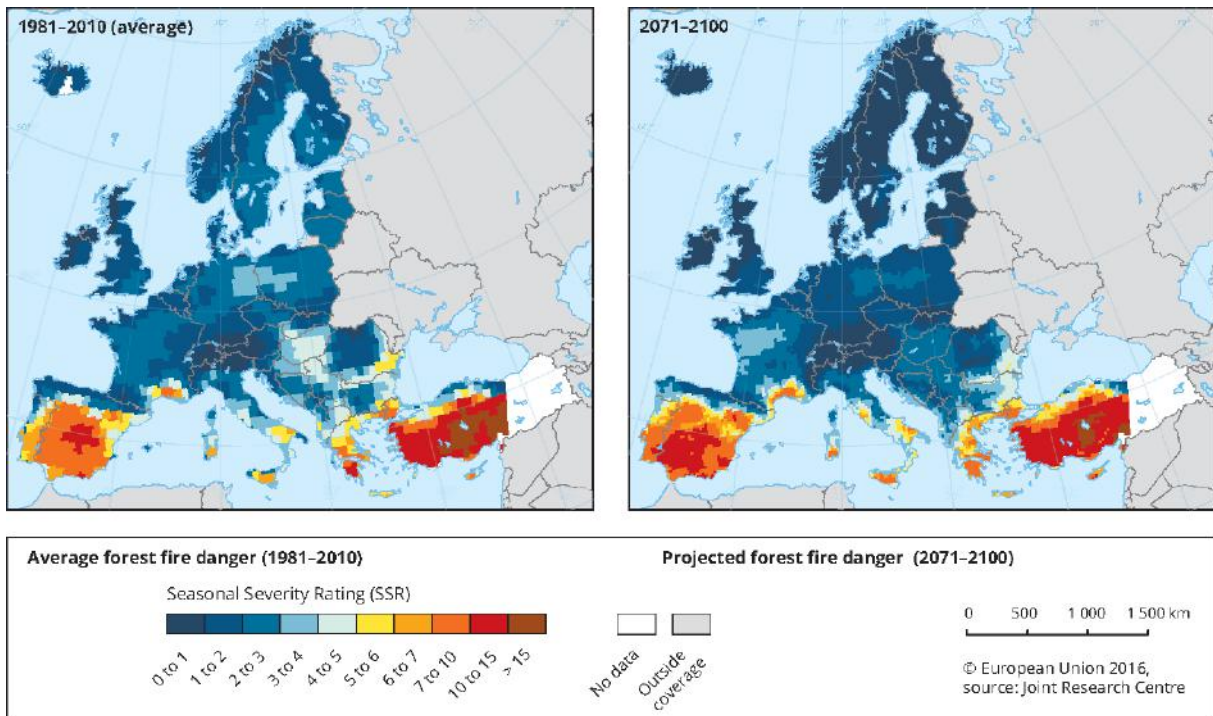 1981–2010 (average)
2071–2100
Average forest fire danger (1981–2010)
Projected forest fire danger (2071–2100)
Seasonal Severity Rating (SSR)
0 to 1
1 to 2
2 to 3
3 to 4
4 to 5
5 to 6
6 to 7
7 to 10
10 to 15
> 15
No data
Outside
coverage
0 500 1 000 1 500 km
© European Union 2016,
source: Joint Research Centre